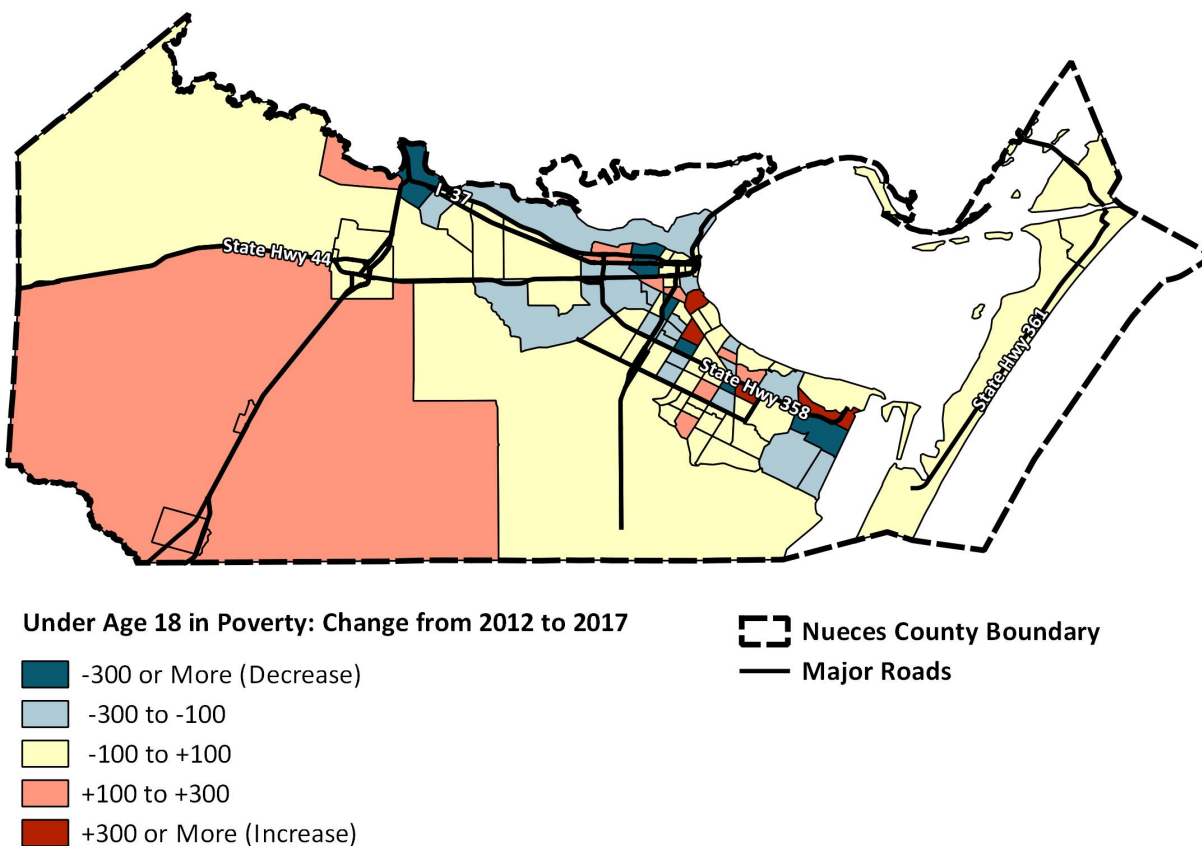 I-37
State Hwy 44
State Hwy 361
State Hwy 358
Under Age 18 in Poverty: Change from 2012 to 2017
-300 or More (Decrease)
-300 to -100
-100 to +100
+100 to +300
+300 or More (Increase)
Nueces County Boundary
Major Roads